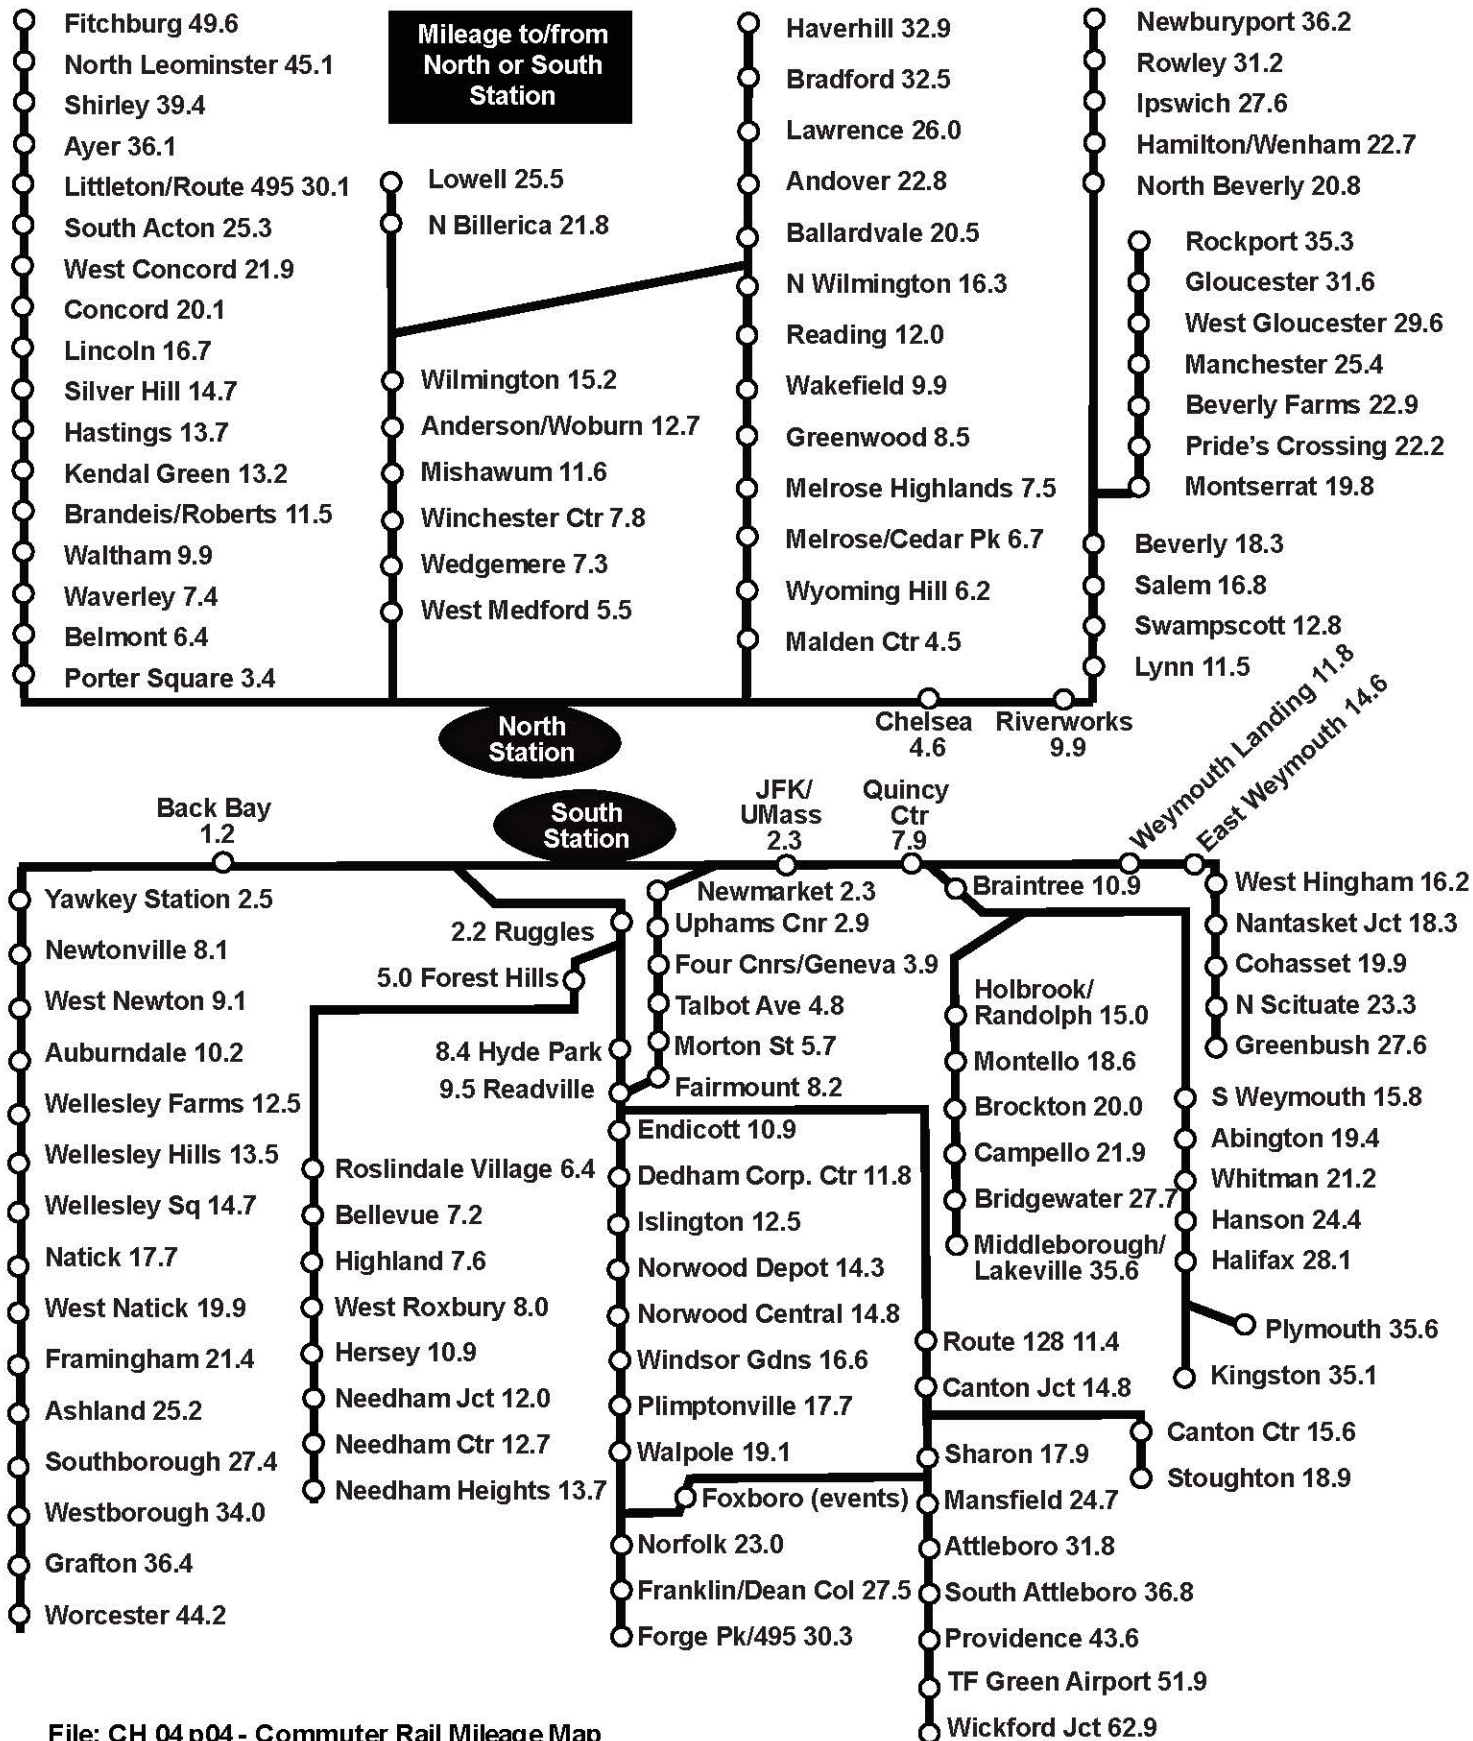 Fitchburg 49.6
North Leominster 45.1
Shirley 39.4
Ayer 36.1
Littleton/Route 495 30.1
South Acton 25.3
West Concord 21.9
Concord 20.1
Lincoln 16.7
Silver Hill 14.7
Hastings 13.7
Kendal Green 13.2
Brandeis/Roberts 11.5
Waltham 9.9
Waverley 7.4
Belmont 6.4
Porter Square 3.4
Mileage to/from
North or South
Station
Lowell 25.5
N Billerica 21.8
Wilmington 15.2
Anderson/Woburn 12.7
Mishawum 11.6
Winchester Ctr 7.8
Wedgemere 7.3
West Medford 5.5
Haverhill 32.9
Bradford 32.5
Lawrence 26.0
Andover 22.8
Ballardvale 20.5
N Wilmington 16.3
Reading 12.0
Wakefield 9.9
Greenwood 8.5
Melrose Highlands 7.5
Melrose/Cedar Pk 6.7
Wyoming Hill 6.2
Malden Ctr 4.5
Newburyport 36.2
Rowley 31.2
Ipswich 27.6
Hamilton/Wenham 22.7
North Beverly 20.8
Rockport 35.3
Gloucester 31.6
West Gloucester 29.6
Manchester 25.4
Beverly Farms 22.9
Pride's Crossing 22.2
Montserrat 19.8
Beverly 18.3
Salem 16.8
Swampscott 12.8
Lynn 11.5
Chelsea
4.6
Riverworks
9.9
North
Station
South
Station
Back Bay
1.2
JFK/
UMass
2.3
Quincy
Ctr
7.9
Weymouth Landing 11.8
East Weymouth 14.6
Yawkey Station 2.5
Newtonville 8.1
West Newton 9.1
Auburndale 10.2
Wellesley Farms 12.5
Wellesley Hills 13.5
Wellesley Sq 14.7
Natick 17.7
West Natick 19.9
Framingham 21.4
Ashland 25.2
Southborough 27.4
Westborough 34.0
Grafton 36.4
Worcester 44.2
2.2 Ruggles
5.0 Forest Hills
8.4 Hyde Park
9.5 Readville
Roslindale Village 6.4
Bellevue 7.2
Highland 7.6
West Roxbury 8.0
Hersey 10.9
Needham Jct 12.0
Needham Ctr 12.7
Needham Heights 13.7
Newmarket 2.3
Uphams Cnr 2.9
Four Cnrs/Geneva 3.9
Talbot Ave 4.8
Morton St 5.7
Fairmount 8.2
Endicott 10.9
Dedham Corp. Ctr 11.8
Islington 12.5
Norwood Depot 14.3
Norwood Central 14.8
Windsor Gdns 16.6
Plimptonville 17.7
Walpole 19.1
Foxboro (events)
Norfolk 23.0
Franklin/Dean Col 27.5
Forge Pk/495 30.3
Braintree 10.9
Holbrook/
Randolph 15.0
Montello 18.6
Brockton 20.0
Campello 21.9
Bridgewater 27.7
Middleborough/
Lakeville 35.6
Route 128 11.4
Canton Jct 14.8
Sharon 17.9
Mansfield 24.7
Attleboro 31.8
South Attleboro 36.8
Providence 43.6
TF Green Airport 51.9
Wickford Jct 62.9
Canton Ctr 15.6
Stoughton 18.9
West Hingham 16.2
Nantasket Jct 18.3
Cohasset 19.9
N Scituate 23.3
Greenbush 27.6
S Weymouth 15.8
Abington 19.4
Whitman 21.2
Hanson 24.4
Halifax 28.1
Plymouth 35.6
Kingston 35.1
File: CH 04 p04 - Commuter Rail Mileage Map